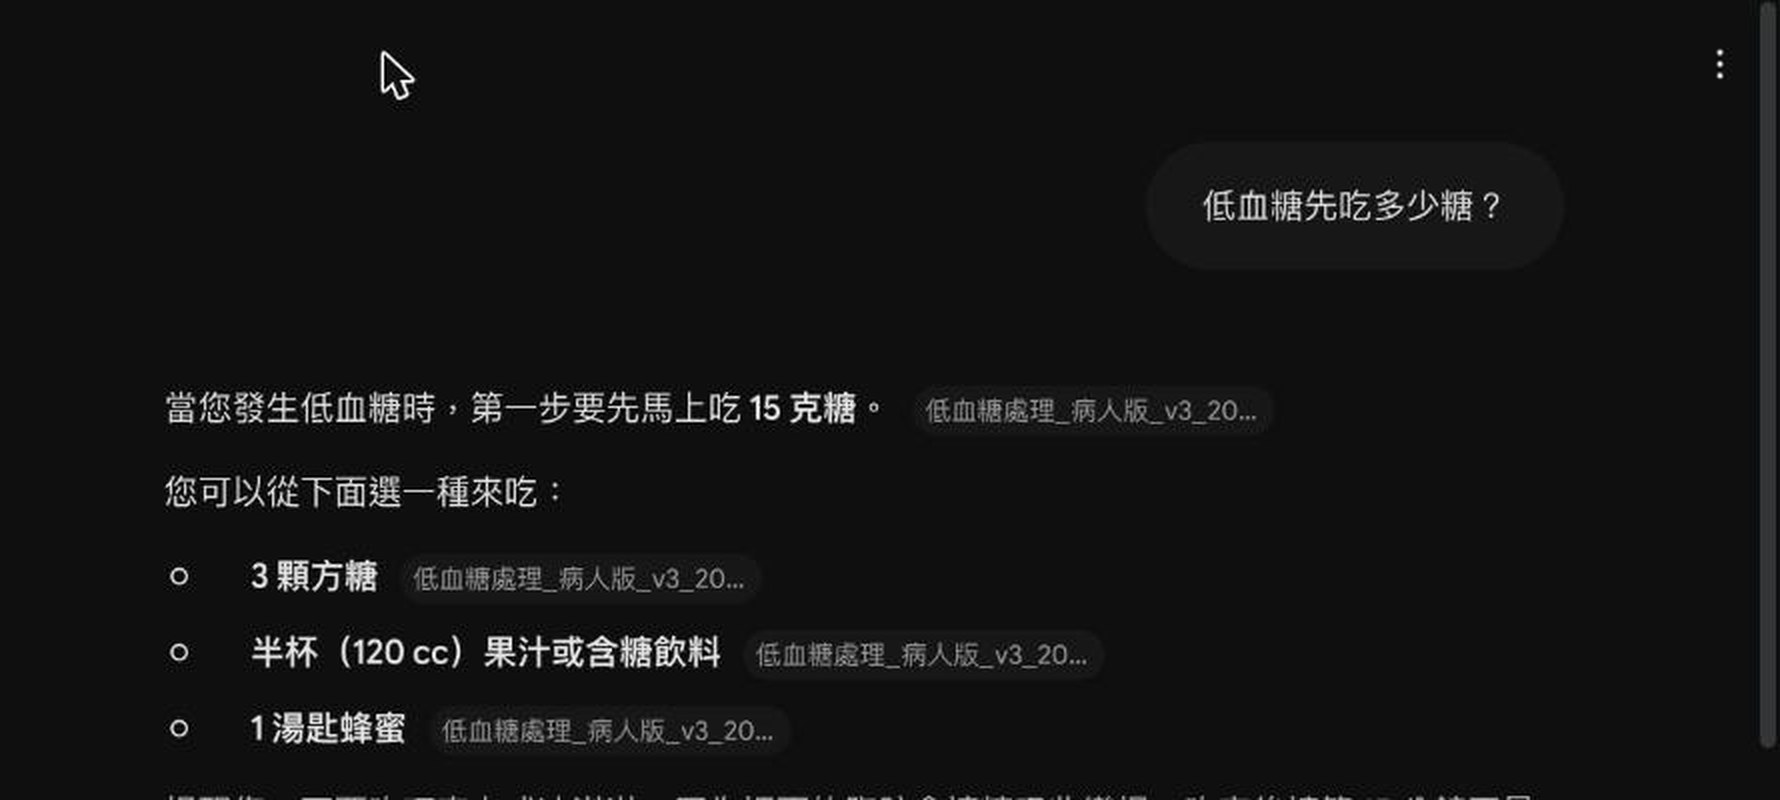 低血糖先吃多少糖？
當您發生低血糖時，第一步要先馬上吃 15 克糖。 低血糖處理_病人版_v3_20...
您可以從下面選一種來吃：
3 顆方糖 低血糖處理_病人版_v3_20...
半杯（120 cc）果汁或含糖飲料 低血糖處理_病人版_v3_20...
1 湯匙蜂蜜 低血糖處理_病人版_v3_20...